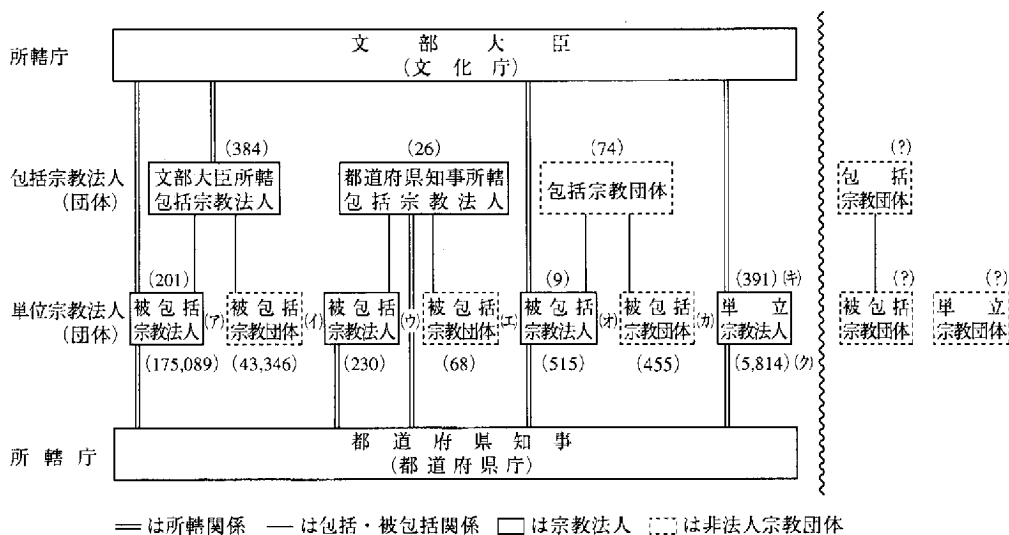 所轄庁
文部大臣
(文化庁)
(384)
(26)
(74)
(?)
包括宗教法人
(団体)
文部大臣所轄
包括宗教法人
都道府県知事所轄
包括宗教法人
包括宗教団体
包括
宗教団体
(201)
(9)
(391)(キ)
(?)
(?)
単位宗教法人
(団体)
被包括
宗教法人
(ア)
被包括
宗教団体
(イ)
被包括
宗教法人
(ウ)
被包括
宗教団体
(エ)
被包括
宗教法人
(オ)
被包括
宗教団体
(カ)
単立
宗教法人
被包括
宗教団体
単立
宗教団体
(175,089)
(43,346)
(230)
(68)
(515)
(455)
(5,814)(ク)
所轄庁
都道府県知事
(都道府県庁)
は所轄関係 は包括・被包括関係 は宗教法人 は非法人宗教団体